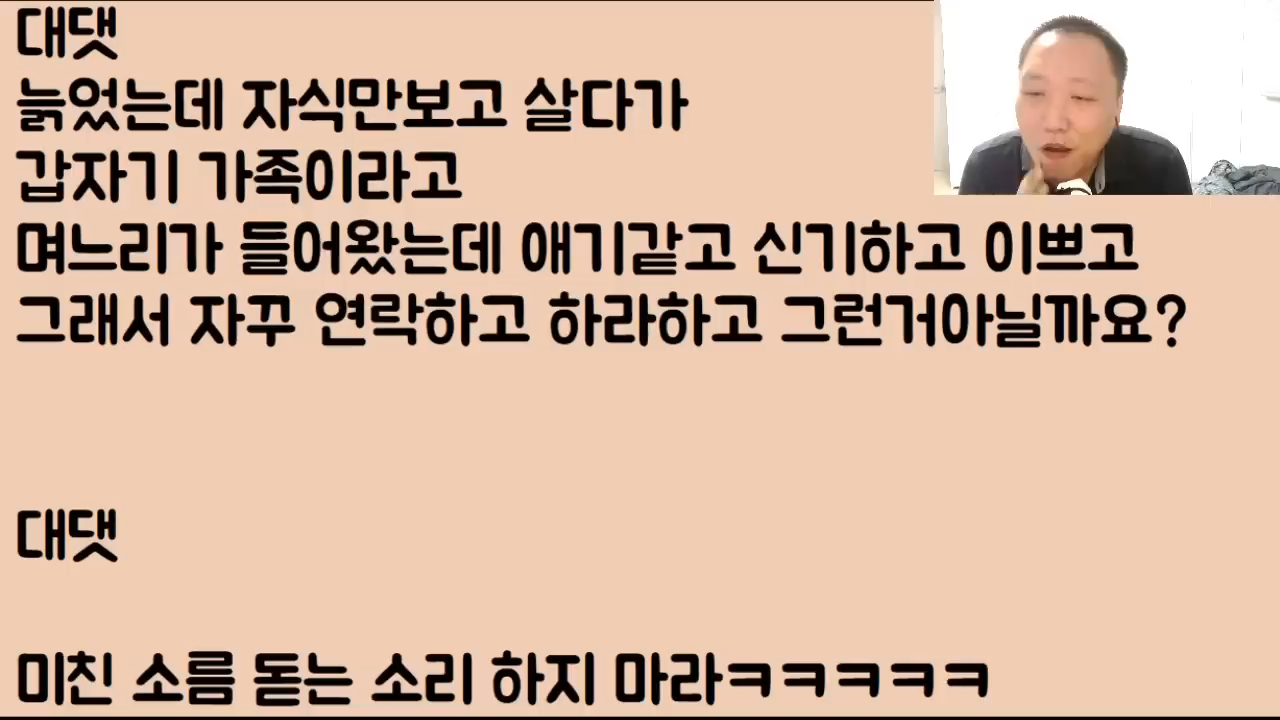 대댓
늙었는데 자식만보고 살다가
갑자기 가족이라고
며느리가 들어왔는데 애기같고 신기하고 이쁘고
그래서 자꾸 연락하고 하라하고 그런거아닐까요?
대댓
미친 소름 돋는 소리 하지 마라ㅋㅋㅋㅋㅋ